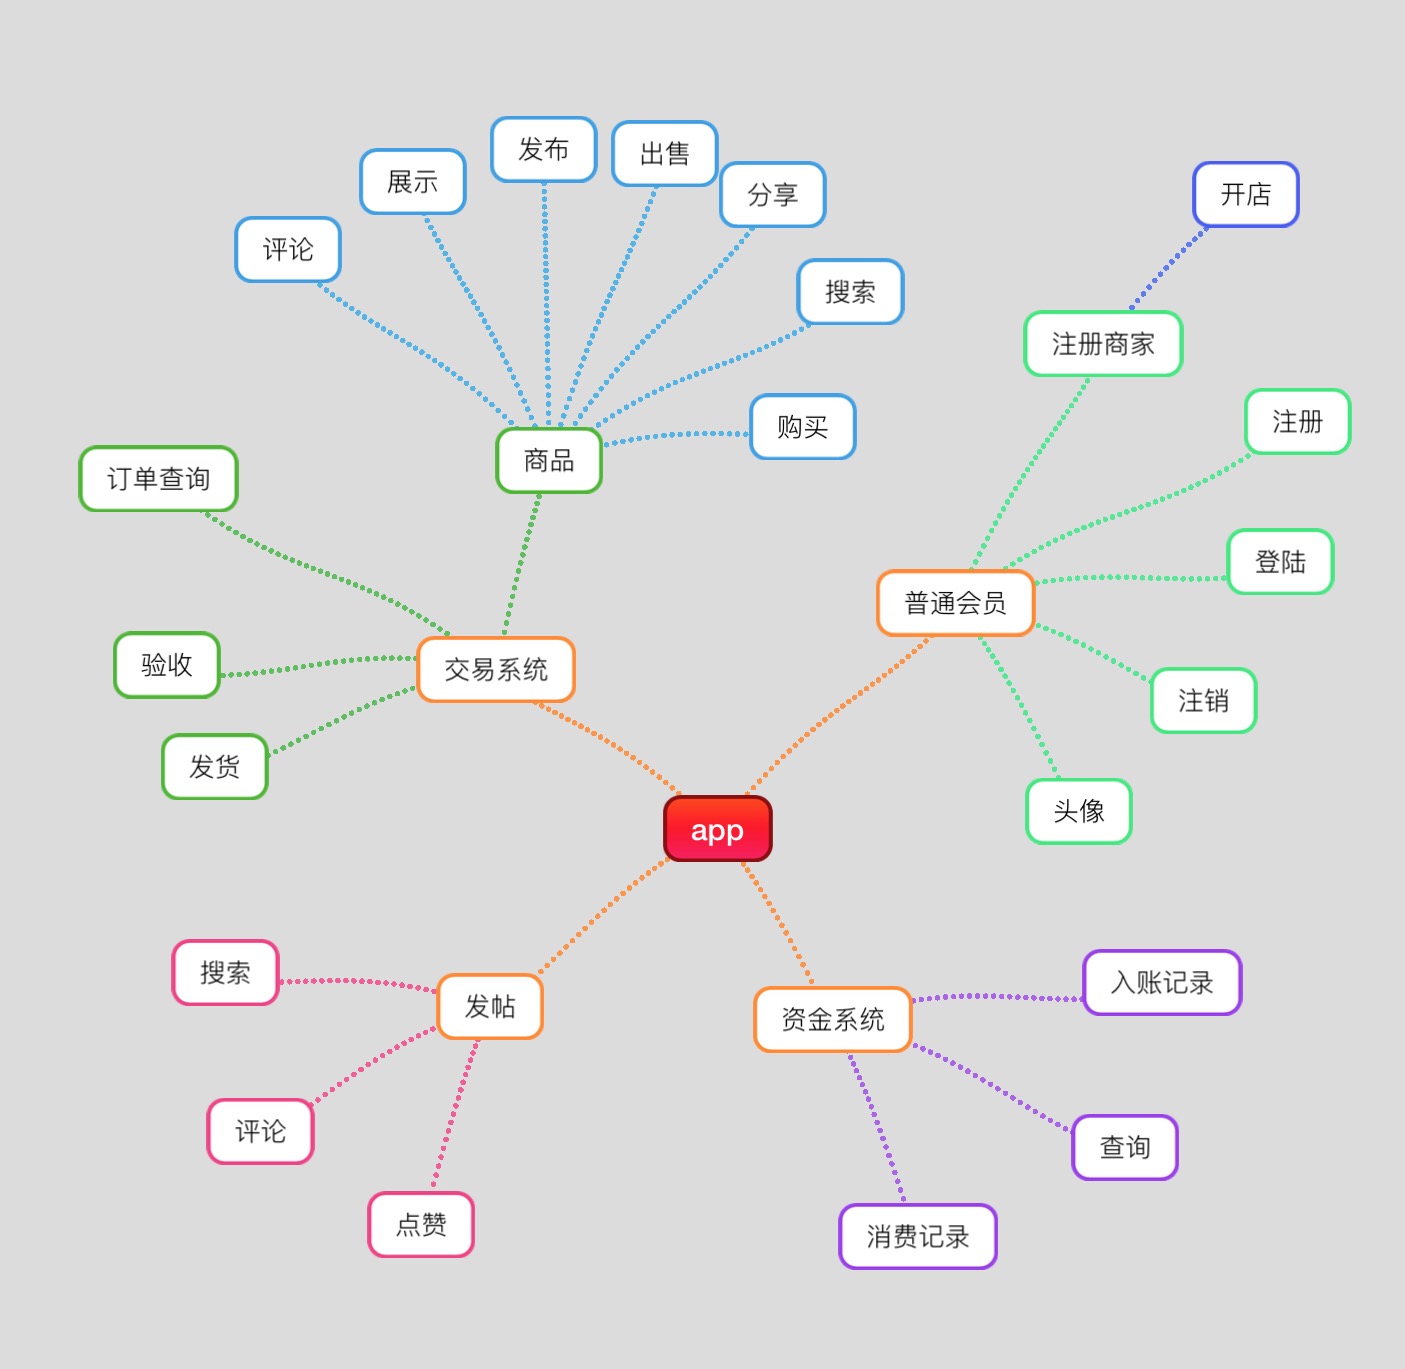 发布
出售
展示
分享
开店
评论
搜索
注册商家
购买
注册
商品
订单查询
登陆
普通会员
验收
交易系统
注销
发货
头像
app
搜索
入账记录
发帖
资金系统
评论
查询
点赞
消费记录